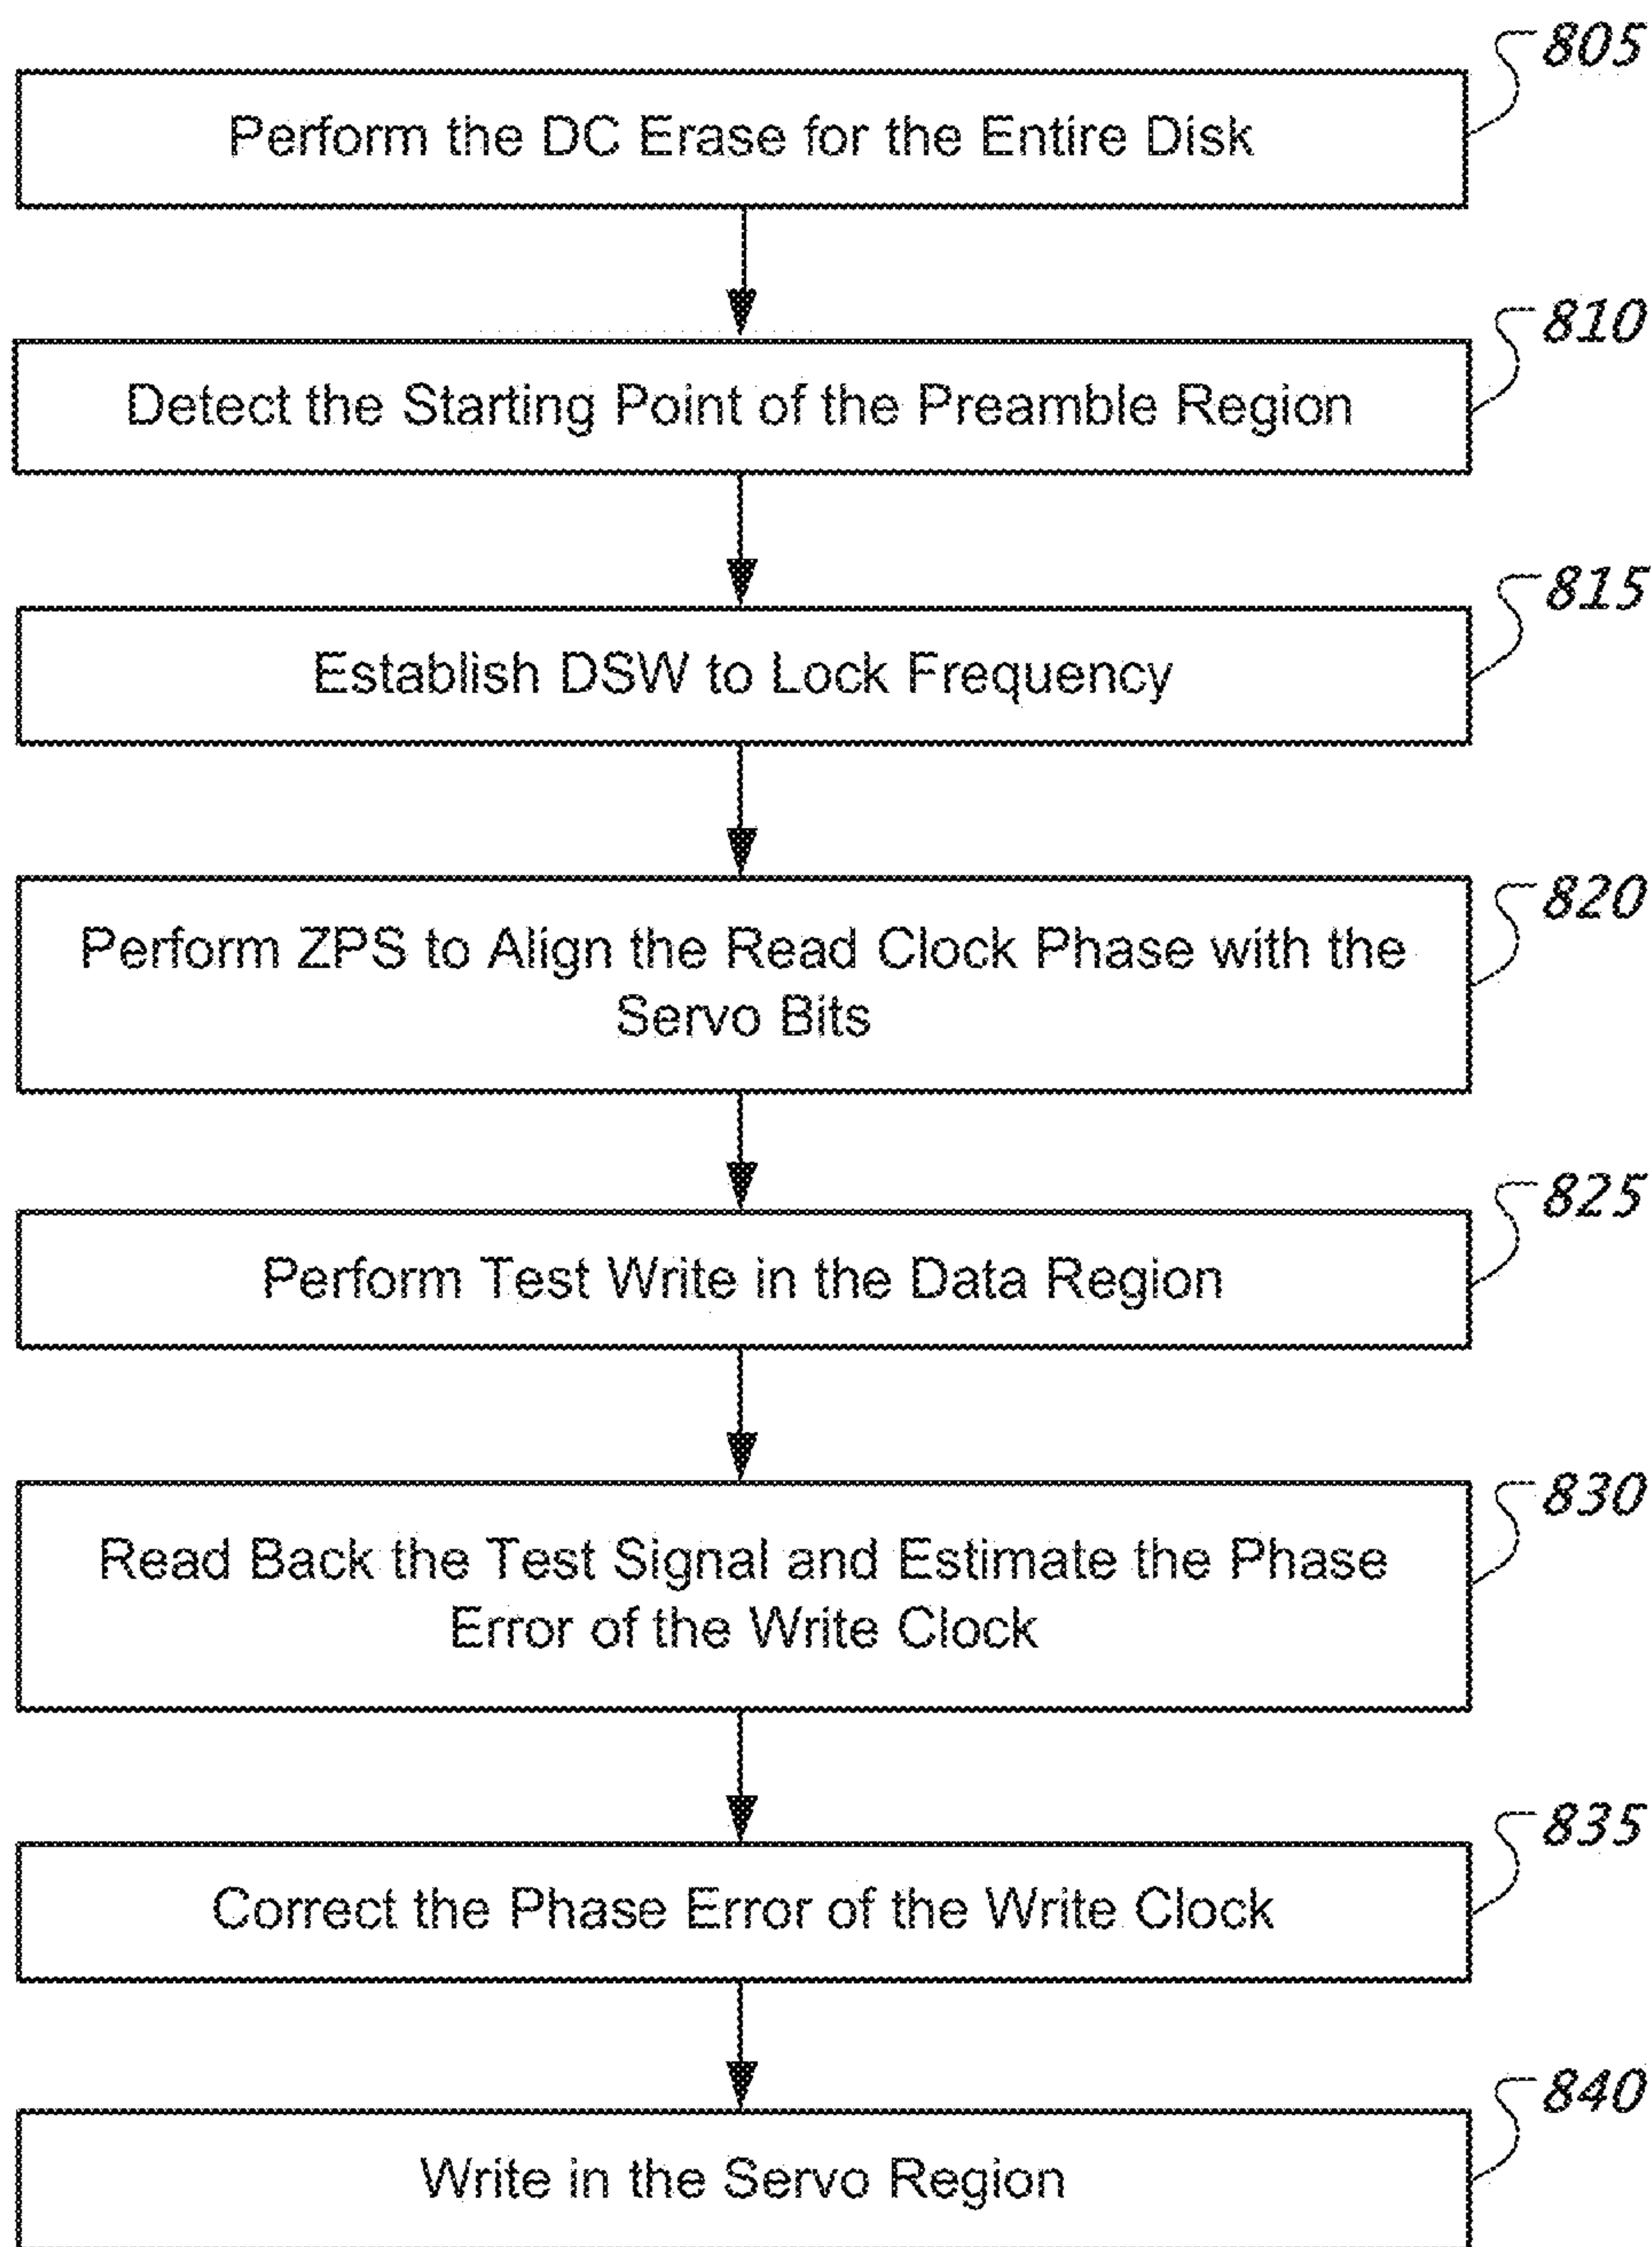 805
Perform the DC Erase for the Entire Disk
810
Detect the Starting Point of the Preamble Region
815
Establish DSW to Lock Frequency
820
Perform ZPS to Align the Read Clock Phase with the
Servo Bits
825
Perform Test Write in the Data Region
830
Read Back the Test Signal and Estimate the Phase
Error of the Write Clock
835
Correct the Phase Error of the Write Clock
840
Write in the Servo Region